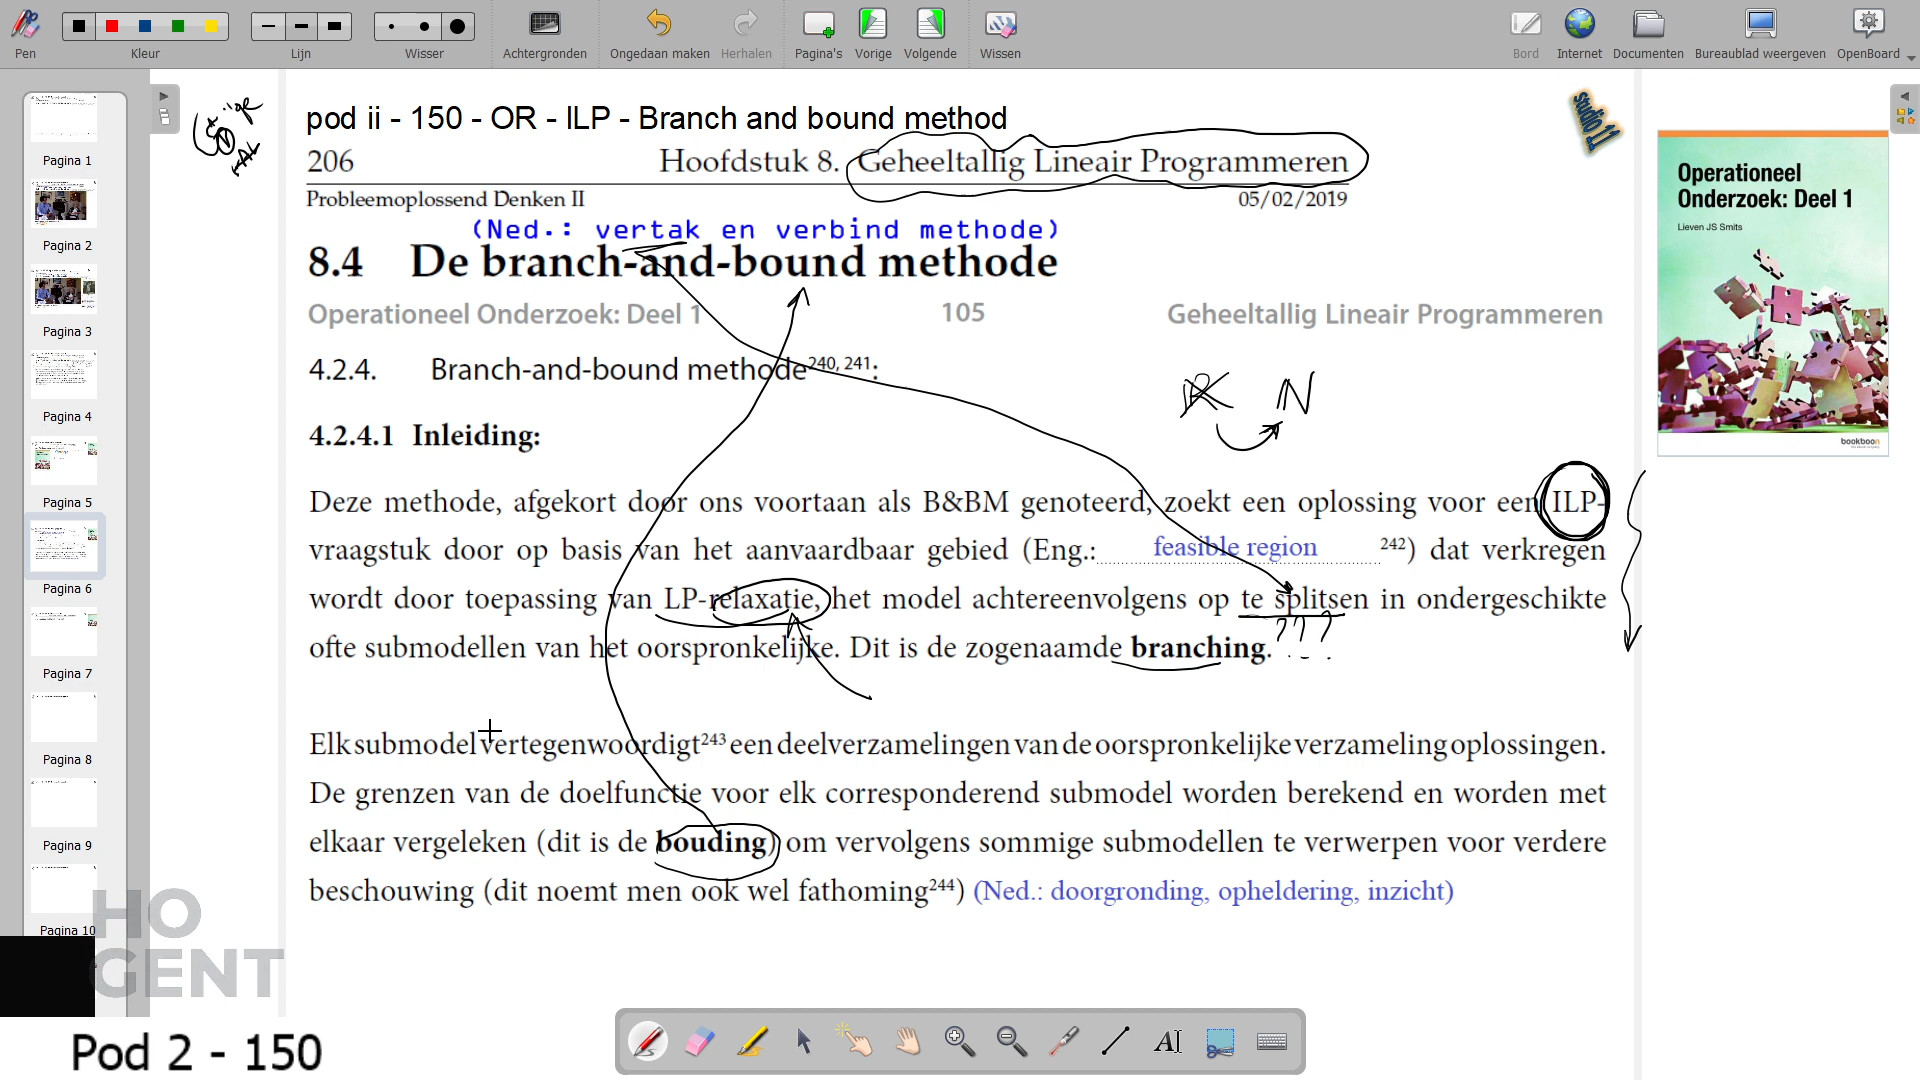 Pen
Kleur
Lijn
Wisser
Achtergronden
Ongedaan maken
Herhalen
Pagina's
Vorige
Volgende
Wissen
Bord
Internet
Documenten
Bureaublad weergeven
OpenBoard
Pagina 1
Pagina 2
Pagina 3
Pagina 4
Pagina 5
Pagina 6
Pagina 7
Pagina 8
Pagina 9
Pagina 10
pod ii - 150 - OR - ILP - Branch and bound method
206 Hoofdstuk 8. Geheeltallig Lineair Programmeren
Probleemoplossend Denken II 05/02/2019
(Ned.: vertak en verbind methode)
8.4 De branch-and-bound methode
Operationeel Onderzoek: Deel 1 105 Geheeltallig Lineair Programmeren
4.2.4. Branch-and-bound methode240, 241:
N
4.2.4.1 Inleiding:
Deze methode, afgekort door ons voortaan als B&BM genoteerd, zoekt een oplossing voor een ILP-
vraagstuk door op basis van het aanvaardbaar gebied (Eng.: feasible region 242) dat verkregen
wordt door toepassing van LP-relaxatie, het model achtereenvolgens op te splitsen in ondergeschikte
ofte submodellen van het oorspronkelijke. Dit is de zogenaamde branching. ???
Elk submodel vertegenwoordigt243 een deelverzamelingen van de oorspronkelijke verzameling oplossingen.
De grenzen van de doelfunctie voor elk corresponderend submodel worden berekend en worden met
elkaar vergeleken (dit is de bouding) om vervolgens sommige submodellen te verwerpen voor verdere
beschouwing (dit noemt men ook wel fathoming244) (Ned.: doorgronding, opheldering, inzicht)
studio 11
Operationeel
Onderzoek: Deel 1
Lieven JS Smits
bookboon
HO
GENT
Pod 2 - 150